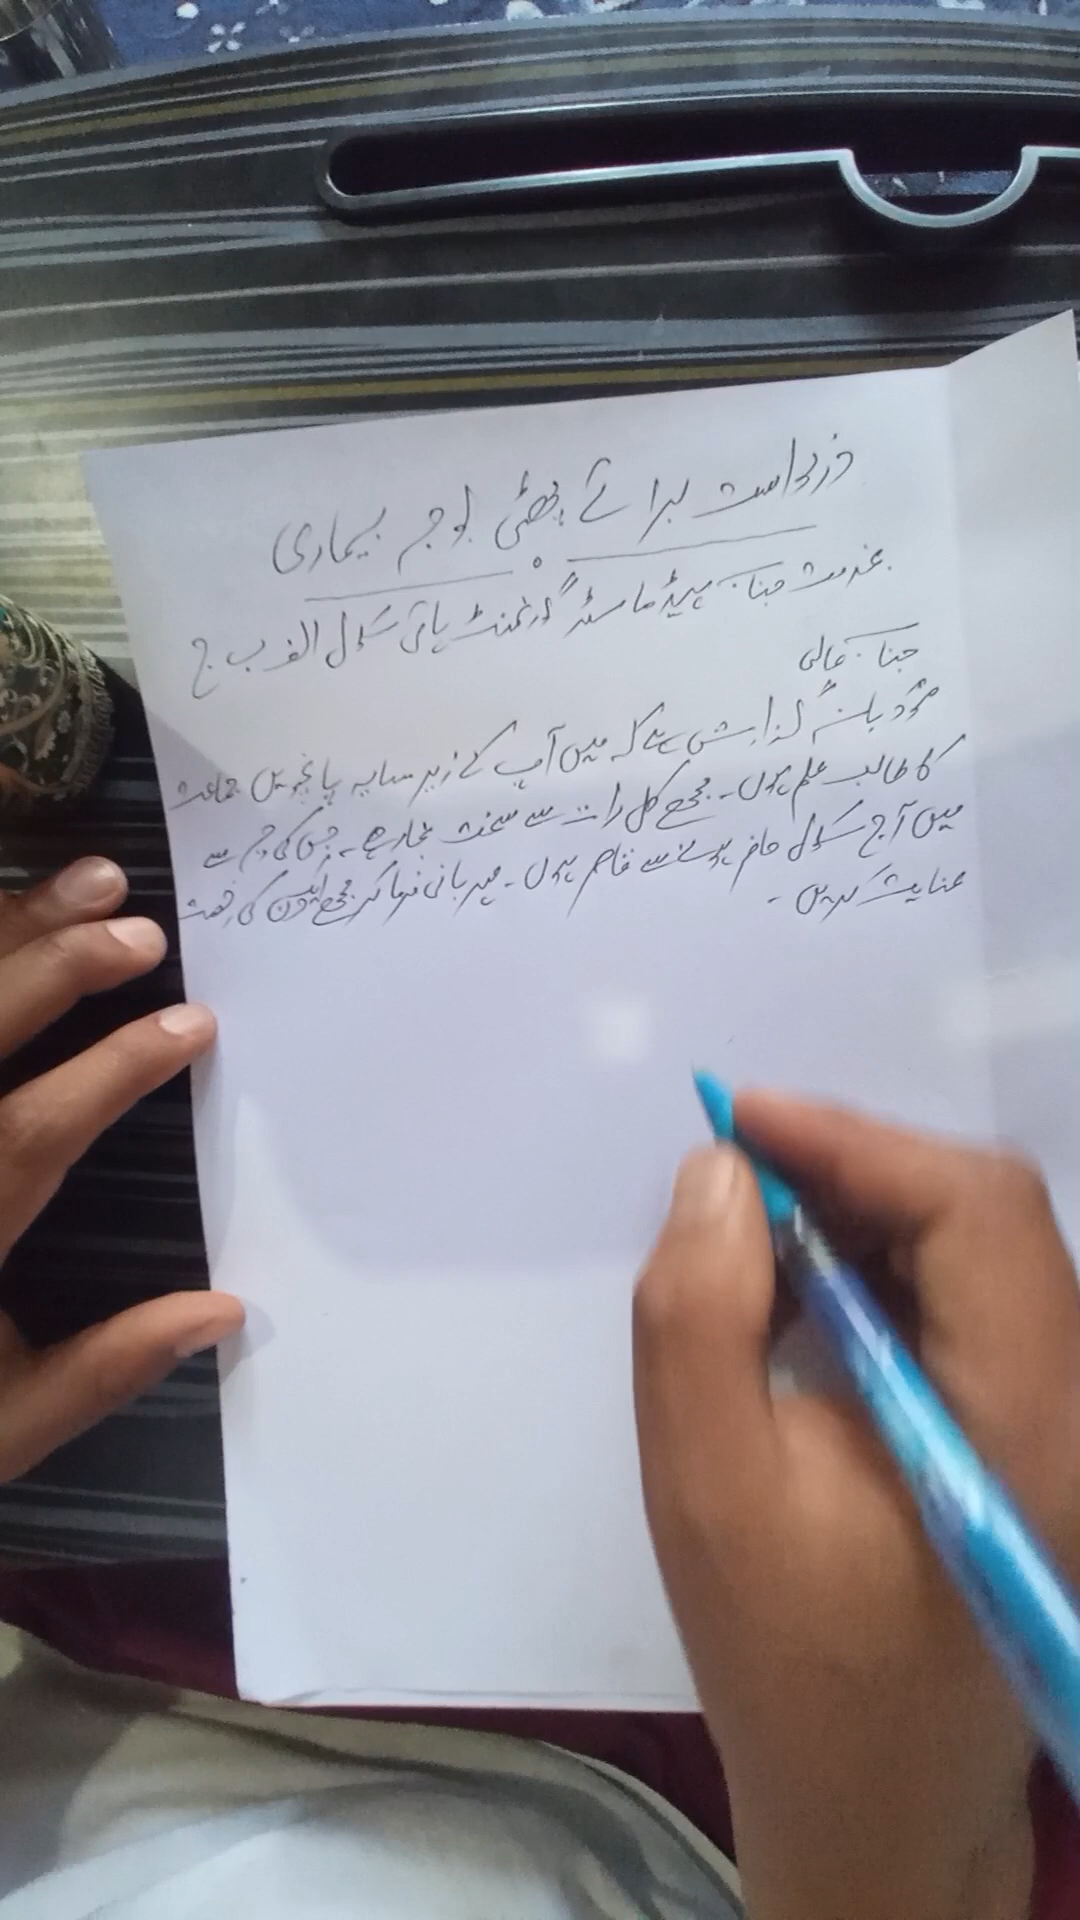 درخواست برائے چھٹی بوجہ بیماری
بخدمت جناب ہیڈ ماسٹر گورنمنٹ ہائی سکول الف ب ج
جناب عالی
مؤدبانہ گذارش ہے کہ میں آپ کے زیر سایہ پانچویں جماعت
کا طالب علم ہوں۔ مجھے کل رات سے سخت بخار ہے۔ جس کی وجہ سے
میں آج سکول حاضر ہونے سے قاصر ہوں۔ مہربانی فرما کر مجھے ایک دن کی رخصت
عنایت کریں۔